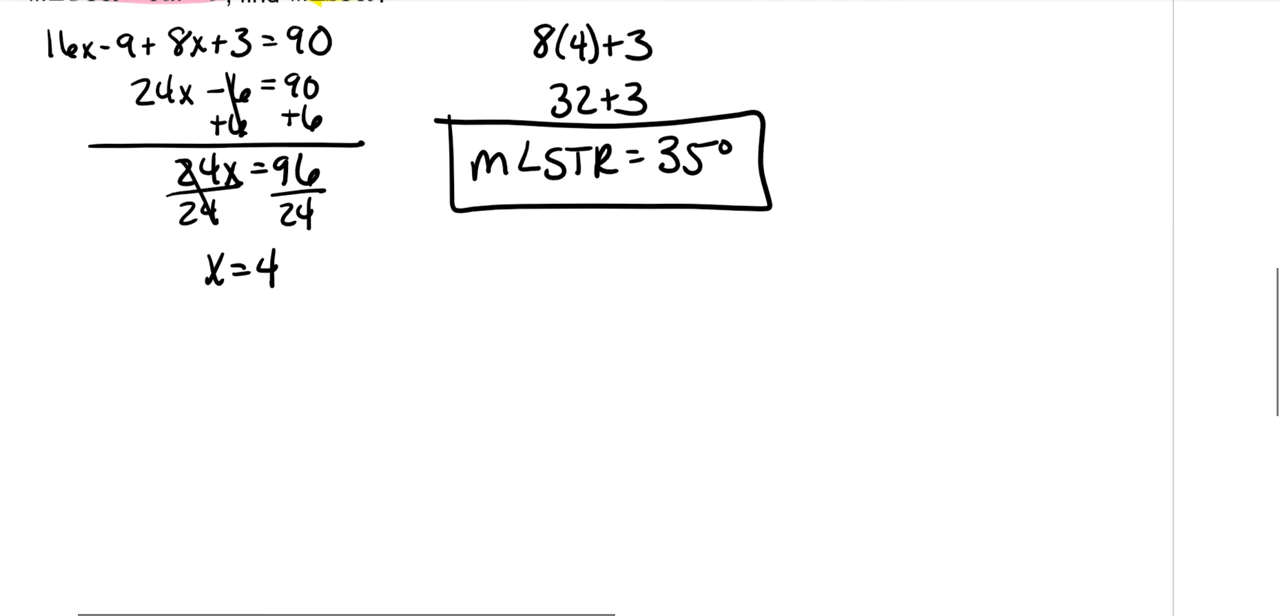 16x-9+8x+3=90
24x-6=90
+6 +6
24x=96
24 24
x=4
8(4)+3
32+3
m∠STR=35°